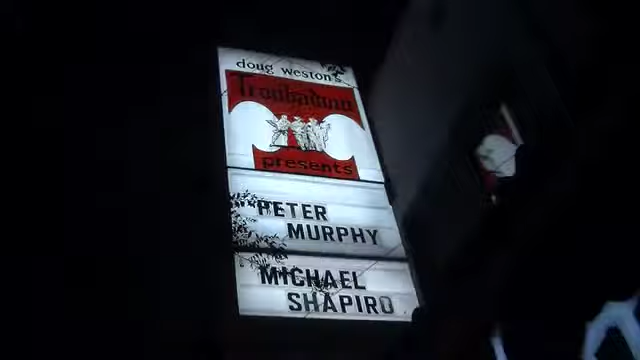 doug weston's
Troubadour
presents
PETER
MURPHY
MICHAEL
SHAPIRO